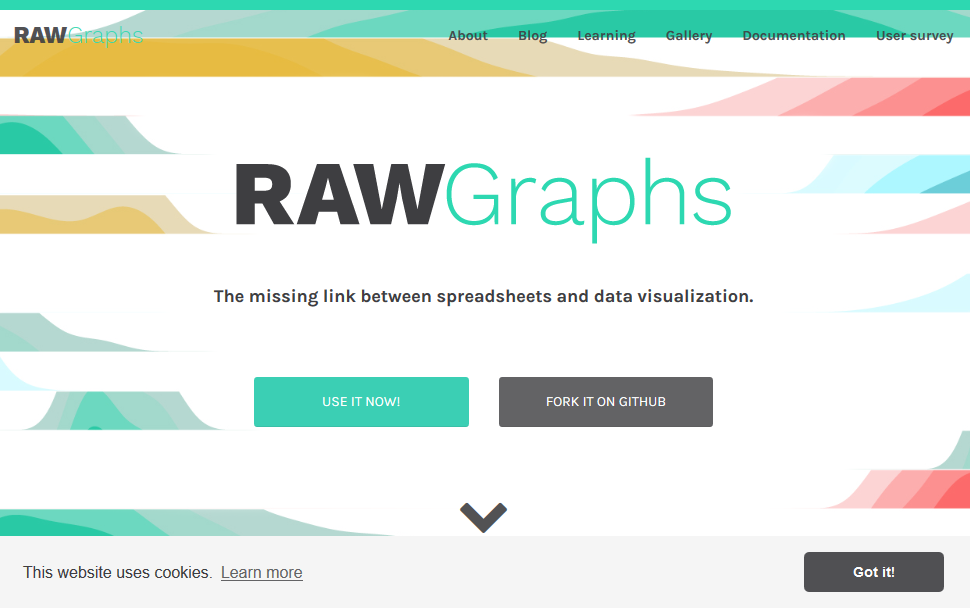 RAWGraphs About Blog Learning Gallery Documentation User survey
RAWGraphs
The missing link between spreadsheets and data visualization.
USE IT NOW! FORK IT ON GITHUB
This website uses cookies. Learn more Got it!